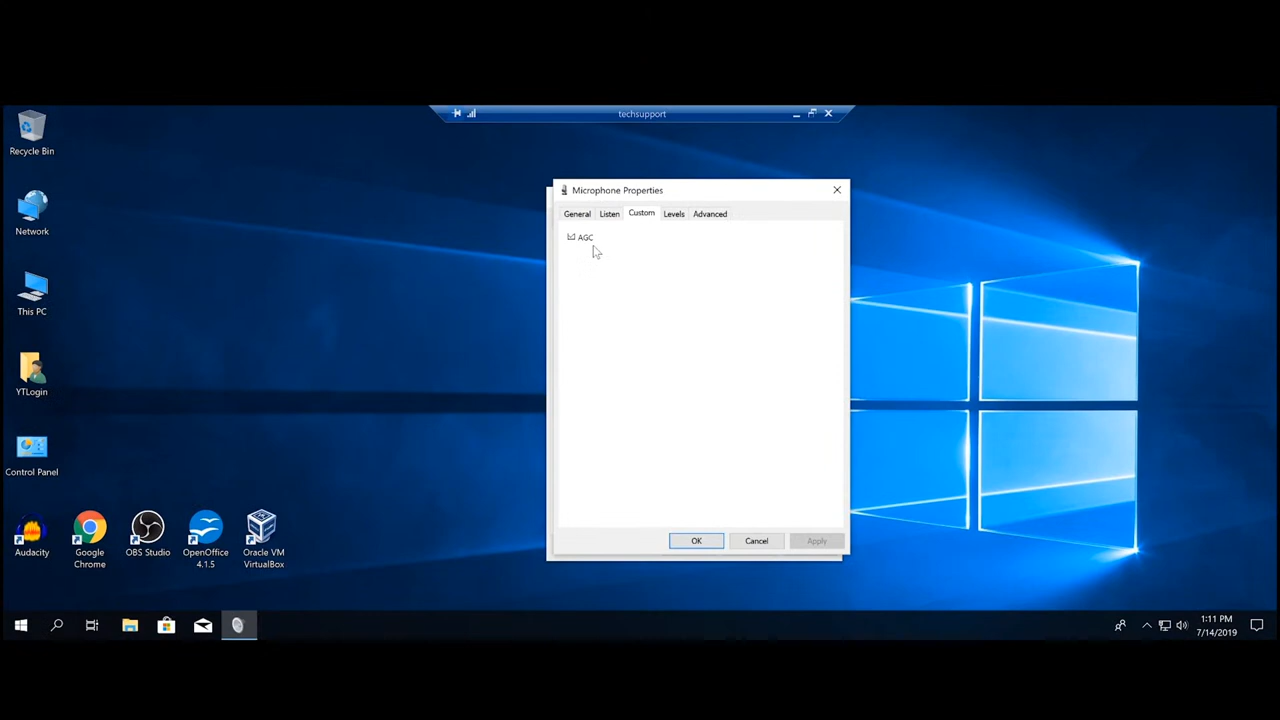 techsupport
Recycle Bin
Network
This PC
YTLogin
Control Panel
Audacity
Google
Chrome
OBS Studio
OpenOffice
4.1.5
Oracle VM
VirtualBox
Microphone Properties
General Listen Custom Levels Advanced
AGC
OK Cancel Apply
1:11 PM
7/14/2019